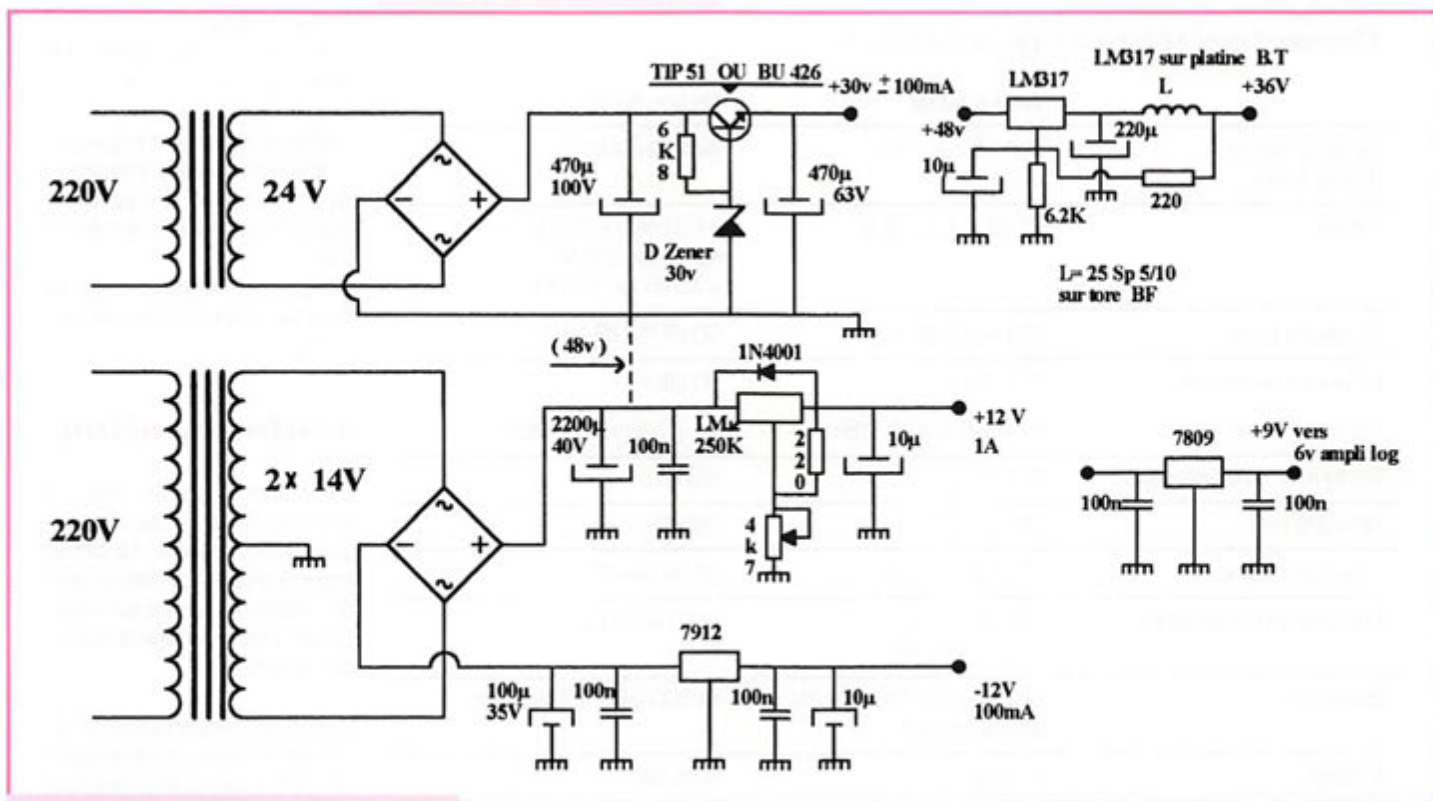 TIP 51 OU BU 426
+30v ± 100mA
LM317 sur platine B.T
LM317
L
+36V
+48v
220µ
10µ
6.2K
220
L= 25 Sp 5/10
sur tore BF
220V
24 V
~
-
+
~
470µ
100V
6
K
8
D Zener
30v
470µ
63V
( 48v )
1N4001
220V
2 x 14V
~
-
+
~
2200µ
40V
100n
LMK
250K
2
2
0
4
k
7
10µ
+12 V
1A
7809
+9V vers
6v ampli log
100n
100n
7912
100µ
35V
100n
100n
10µ
-12V
100mA